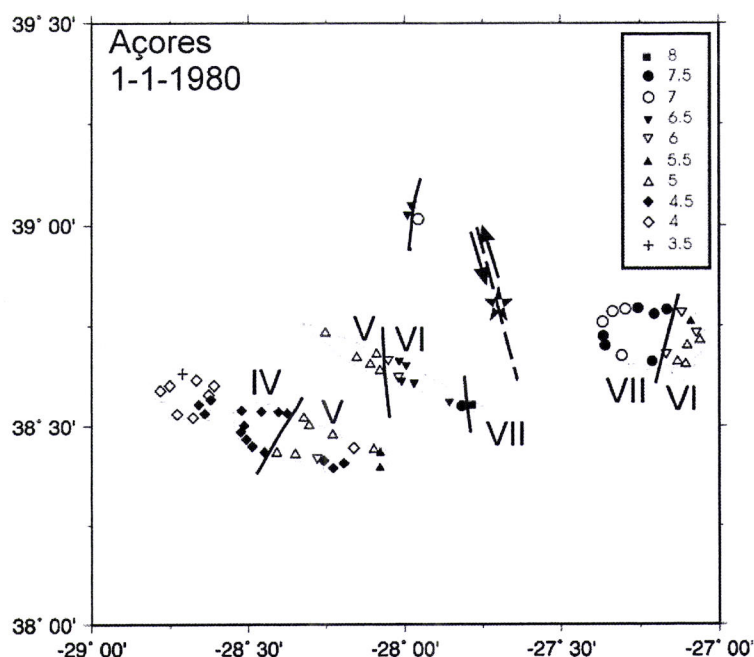 Açores
1-1-1980
8
7.5
7
6.5
6
5.5
5
4.5
4
3.5
39° 30'
39° 00'
38° 30'
38° 00'
-29° 00'
-28° 30'
-28° 00'
-27° 30'
-27° 00'
V
VI
VII
IV
V
VII
VI